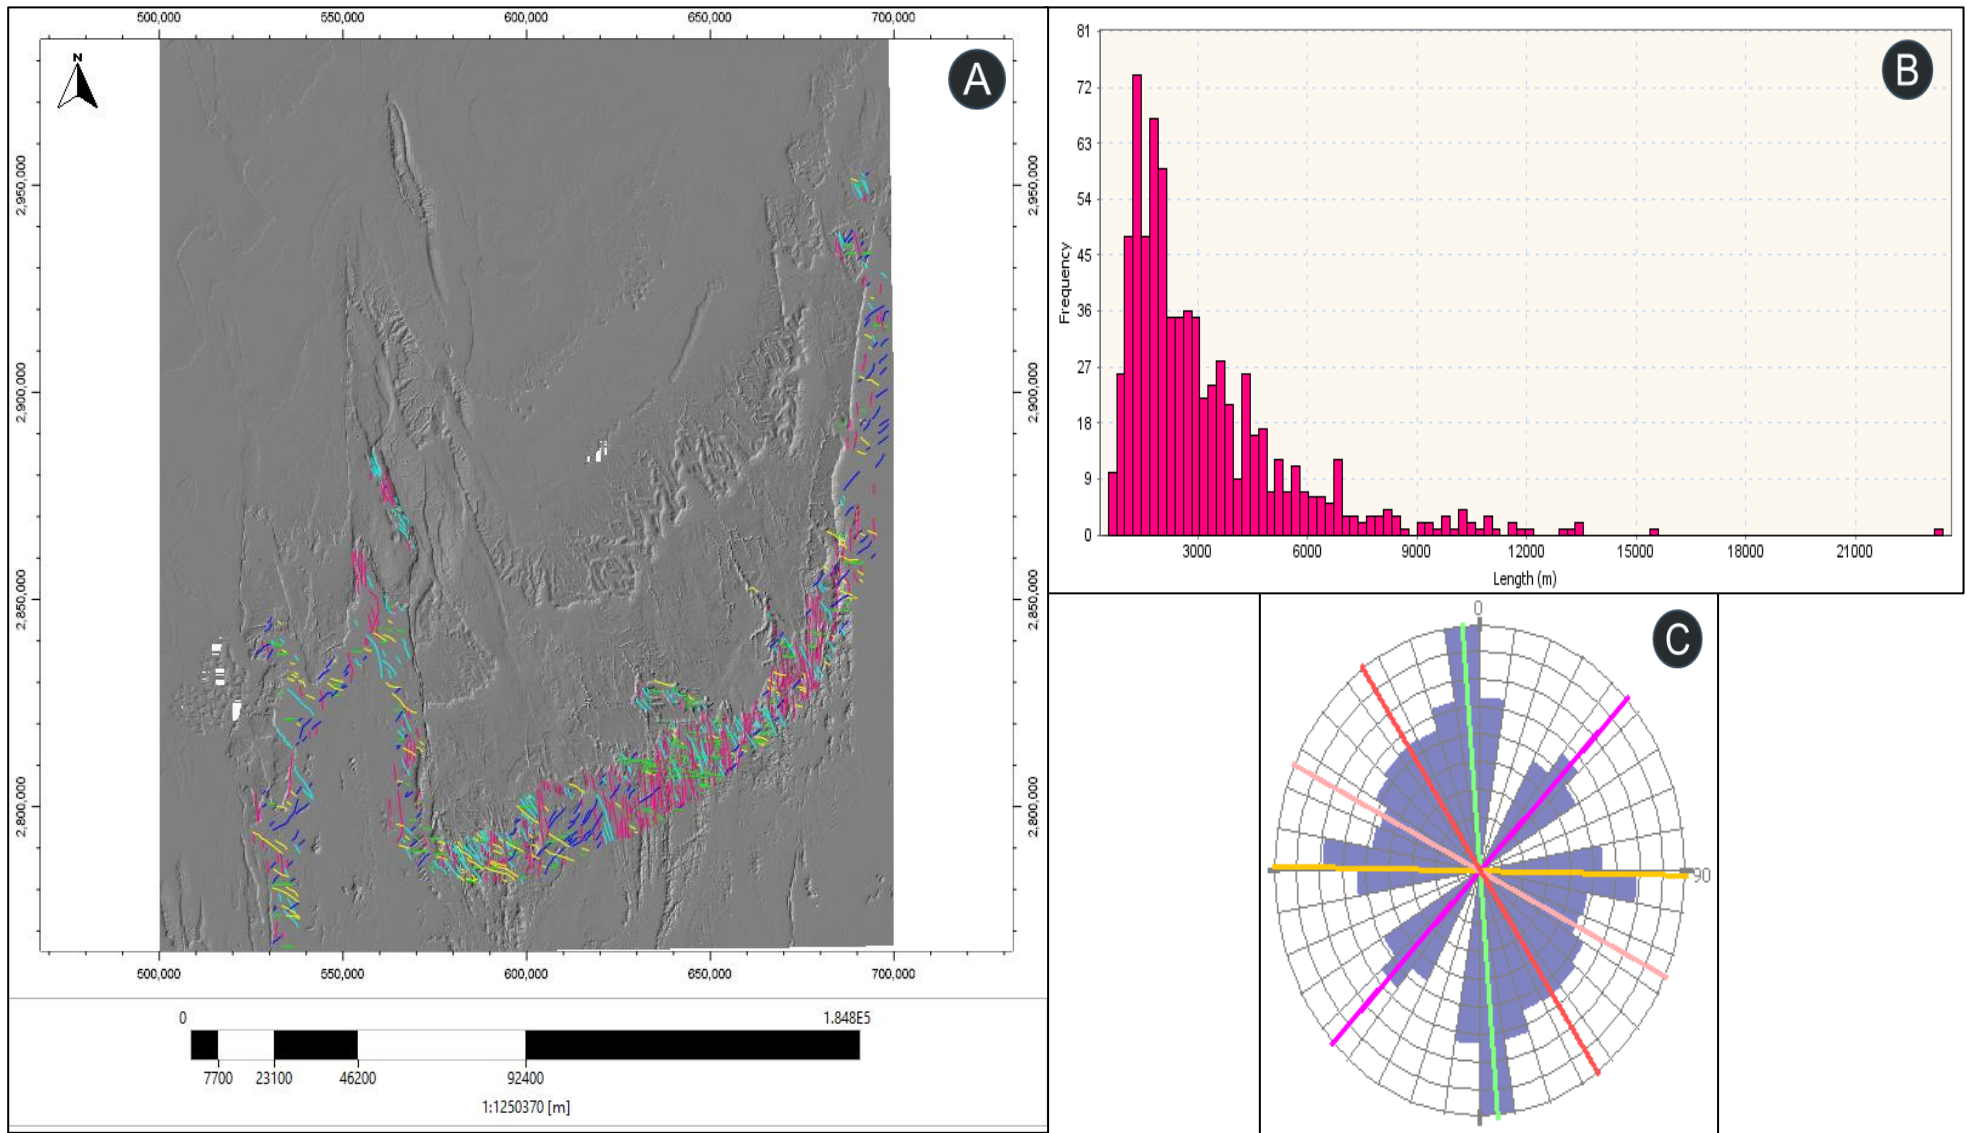 500,000 550,000 600,000 650,000 700,000
N
A
2,950,000 2,950,000
2,900,000 2,900,000
2,850,000 2,850,000
2,800,000 2,800,000
500,000 550,000 600,000 650,000 700,000
0 1.848E5
7700 23100 46200 92400
1:1250370 [m]
B
81
72
63
54
45
36
27
18
9
0
Frequency
3000 6000 9000 12000 15000 18000 21000
Length (m)
C
0
90